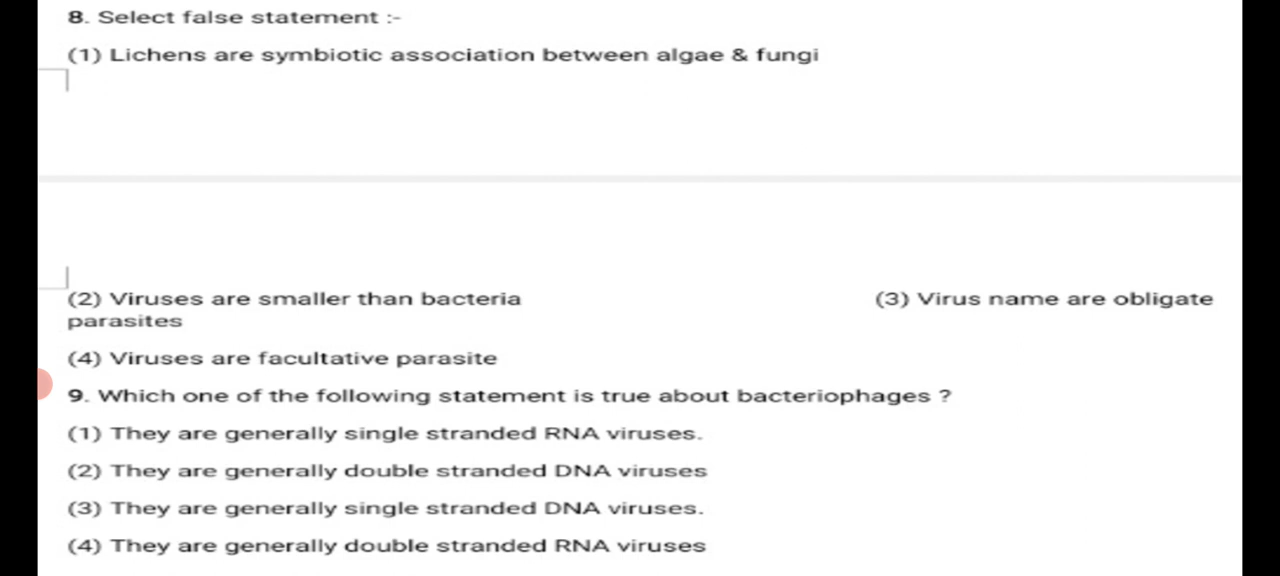 8. Select false statement :-
(1) Lichens are symbiotic association between algae & fungi
(2) Viruses are smaller than bacteria (3) Virus name are obligate
parasites
(4) Viruses are facultative parasite
9. Which one of the following statement is true about bacteriophages ?
(1) They are generally single stranded RNA viruses.
(2) They are generally double stranded DNA viruses
(3) They are generally single stranded DNA viruses.
(4) They are generally double stranded RNA viruses